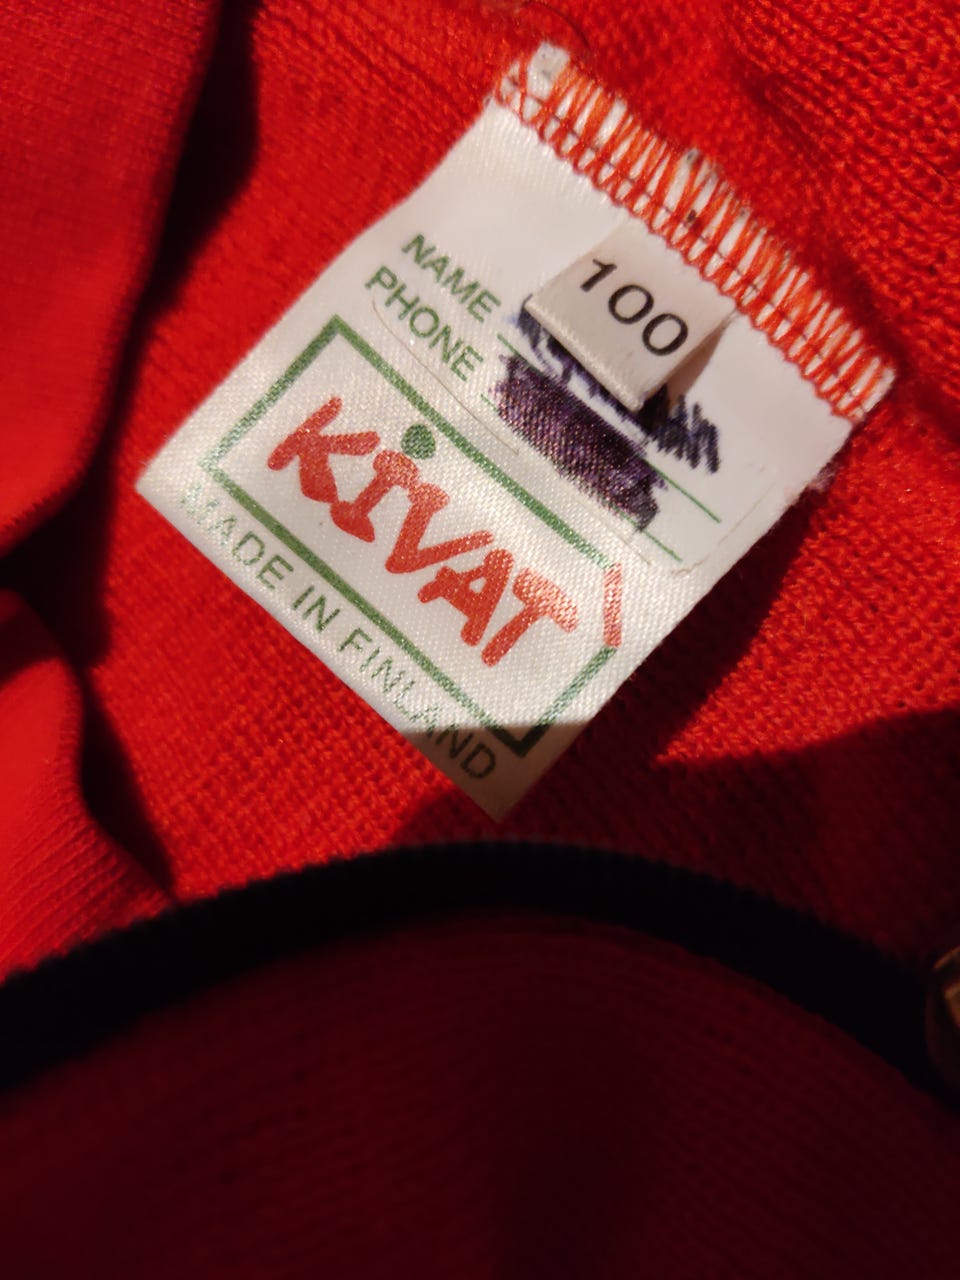 100
NAME
PHONE
KIVAT
MADE IN FINLAND